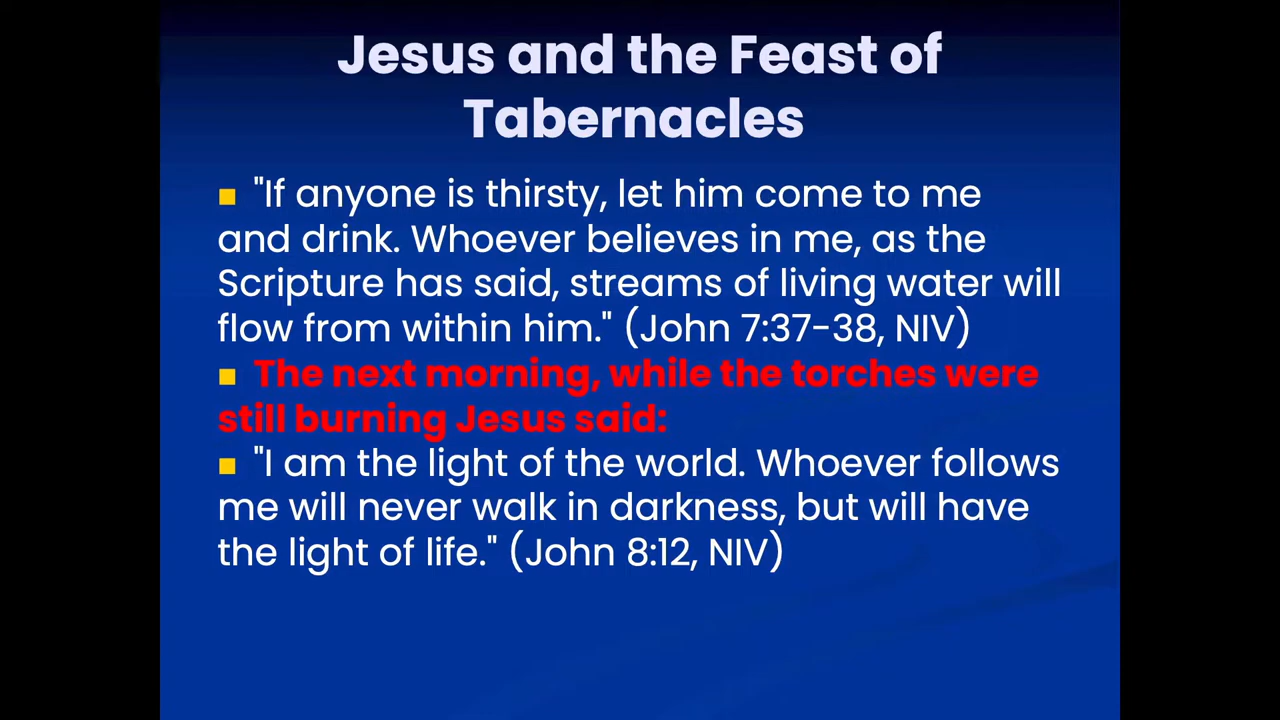 Jesus and the Feast of
Tabernacles
■ "If anyone is thirsty, let him come to me
and drink. Whoever believes in me, as the
Scripture has said, streams of living water will
flow from within him." (John 7:37-38, NIV)
■ The next morning, while the torches were
still burning Jesus said:
■ "I am the light of the world. Whoever follows
me will never walk in darkness, but will have
the light of life." (John 8:12, NIV)